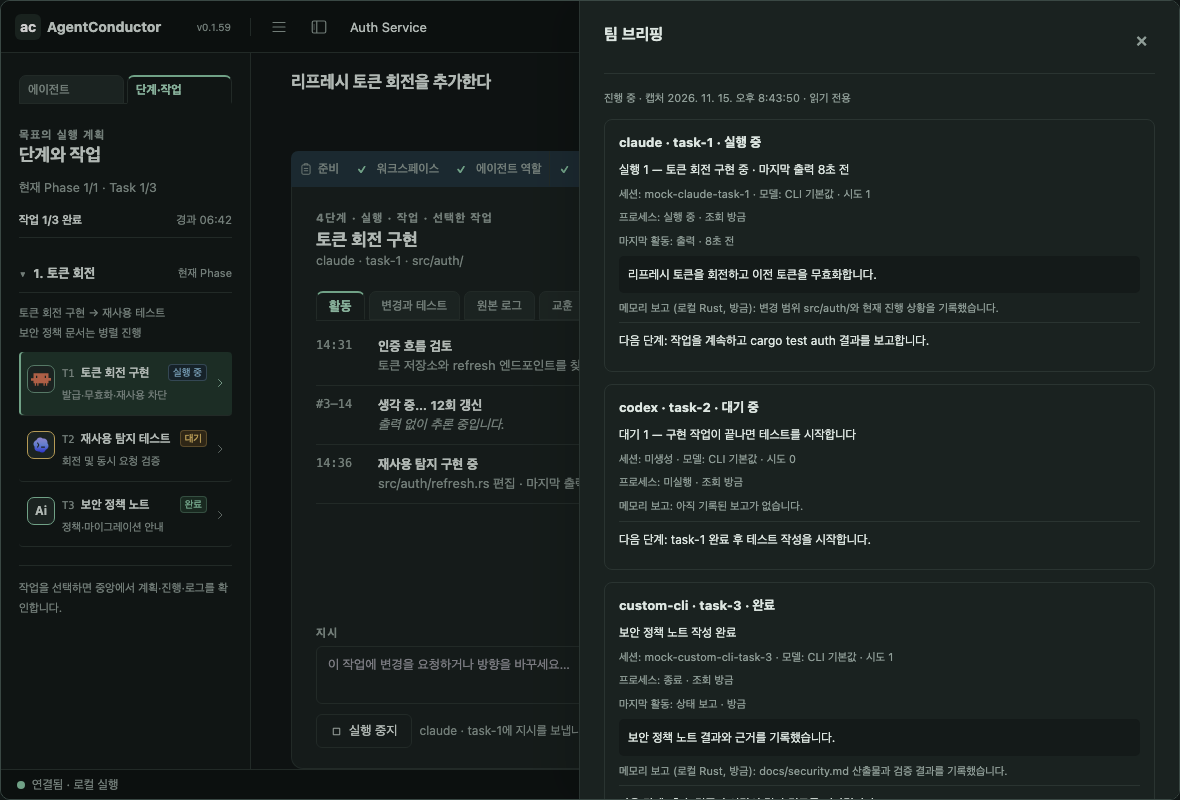 ac AgentConductor v0.1.59 Auth Service
에이전트 단계·작업
목표의 실행 계획
단계와 작업
현재 Phase 1/1 · Task 1/3
작업 1/3 완료 경과 06:42
1. 토큰 회전 현재 Phase
토큰 회전 구현 → 재사용 테스트
보안 정책 문서는 병렬 진행
T1 토큰 회전 구현 실행 중
발급·무효화·재사용 차단
T2 재사용 탐지 테스트 대기
회전 및 동시 요청 검증
Ai T3 보안 정책 노트 완료
정책·마이그레이션 안내
작업을 선택하면 중앙에서 계획·진행·로그를 확
인합니다.
연결됨 · 로컬 실행
리프레시 토큰 회전을 추가한다
준비 ✓ 워크스페이스 ✓ 에이전트 역할 ✓
4단계 · 실행 · 작업 · 선택한 작업
토큰 회전 구현
claude · task-1 · src/auth/
활동 변경과 테스트 원본 로그 교훈
14:31 인증 흐름 검토
토큰 저장소와 refresh 엔드포인트를
#3–14 생각 중… 12회 갱신
출력 없이 추론 중입니다.
14:36 재사용 탐지 구현 중
src/auth/refresh.rs 편집 · 마지막
지시
이 작업에 변경을 요청하거나 방향을 바꾸세요…
실행 중지 claude · task-1에 지시를
팀 브리핑
진행 중 · 캡처 2026. 11. 15. 오후 8:43:50 · 읽기 전용
claude · task-1 · 실행 중
실행 1 — 토큰 회전 구현 중 · 마지막 출력 8초 전
세션: mock-claude-task-1 · 모델: CLI 기본값 · 시도 1
프로세스: 실행 중 · 조회 방금
마지막 활동: 출력 · 8초 전
리프레시 토큰을 회전하고 이전 토큰을 무효화합니다.
메모리 보고 (로컬 Rust, 방금): 변경 범위 src/auth/와 현재 진행 상황을 기록했습니다.
다음 단계: 작업을 계속하고 cargo test auth 결과를 보고합니다.
codex · task-2 · 대기 중
대기 1 — 구현 작업이 끝나면 테스트를 시작합니다
세션: 미생성 · 모델: CLI 기본값 · 시도 0
프로세스: 미실행 · 조회 방금
메모리 보고: 아직 기록된 보고가 없습니다.
다음 단계: task-1 완료 후 테스트 작성을 시작합니다.
custom-cli · task-3 · 완료
보안 정책 노트 작성 완료
세션: mock-custom-cli-task-3 · 모델: CLI 기본값 · 시도 1
프로세스: 종료 · 조회 방금
마지막 활동: 상태 보고 · 방금
보안 정책 노트 결과와 근거를 기록했습니다.
메모리 보고 (로컬 Rust, 방금): docs/security.md 산출물과 검증 결과를 기록했습니다.